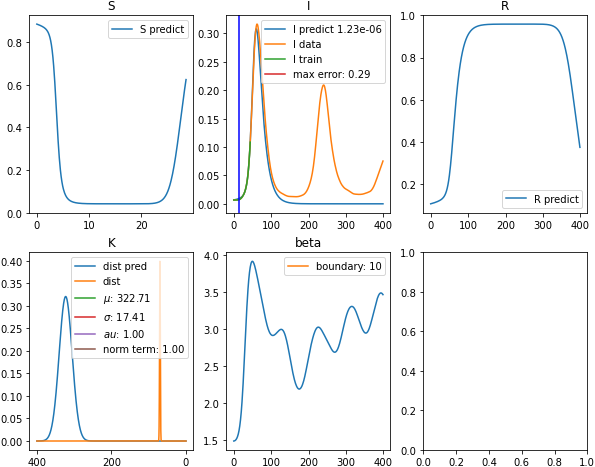 S
S predict
0.8
0.6
0.4
0.2
0.0
0 10 20
I
I predict 1.23e-06
I data
I train
max error: 0.29
0.30
0.25
0.20
0.15
0.10
0.05
0.00
0 100 200 300 400
R
1.0
0.8
0.6
0.4
0.2
R predict
0 100 200 300 400
K
dist pred
dist
μ: 322.71
σ: 17.41
au: 1.00
norm term: 1.00
0.40
0.35
0.30
0.25
0.20
0.15
0.10
0.05
0.00
400 200 0
beta
boundary: 10
4.0
3.5
3.0
2.5
2.0
1.5
0 100 200 300 400
1.0
0.8
0.6
0.4
0.2
0.0
0.0 0.2 0.4 0.6 0.8 1.0